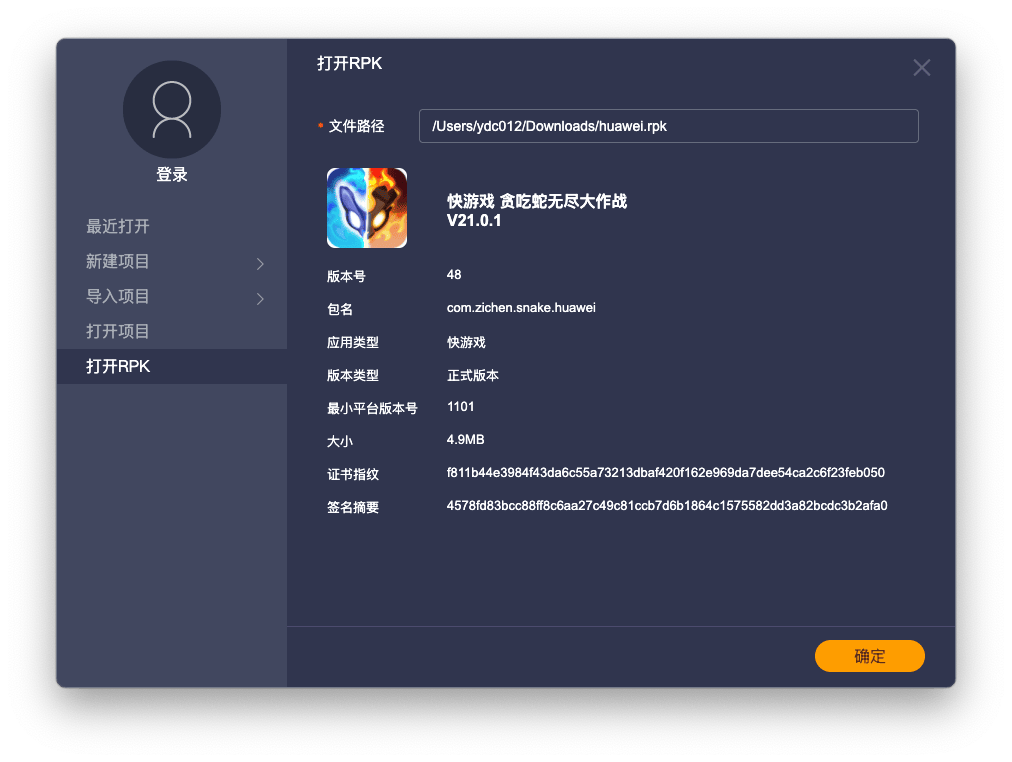 登录
最近打开
新建项目
导入项目
打开项目
打开RPK
打开RPK
* 文件路径 /Users/ydc012/Downloads/huawei.rpk
快游戏 贪吃蛇无尽大作战
V21.0.1
版本号 48
包名 com.zichen.snake.huawei
应用类型 快游戏
版本类型 正式版本
最小平台版本号 1101
大小 4.9MB
证书指纹 f811b44e3984f43da6c55a73213dbaf420f162e969da7dee54ca2c6f23feb050
签名摘要 4578fd83bcc88ff8c6aa27c49c81ccb7d6b1864c1575582dd3a82bcdc3b2afa0
确定